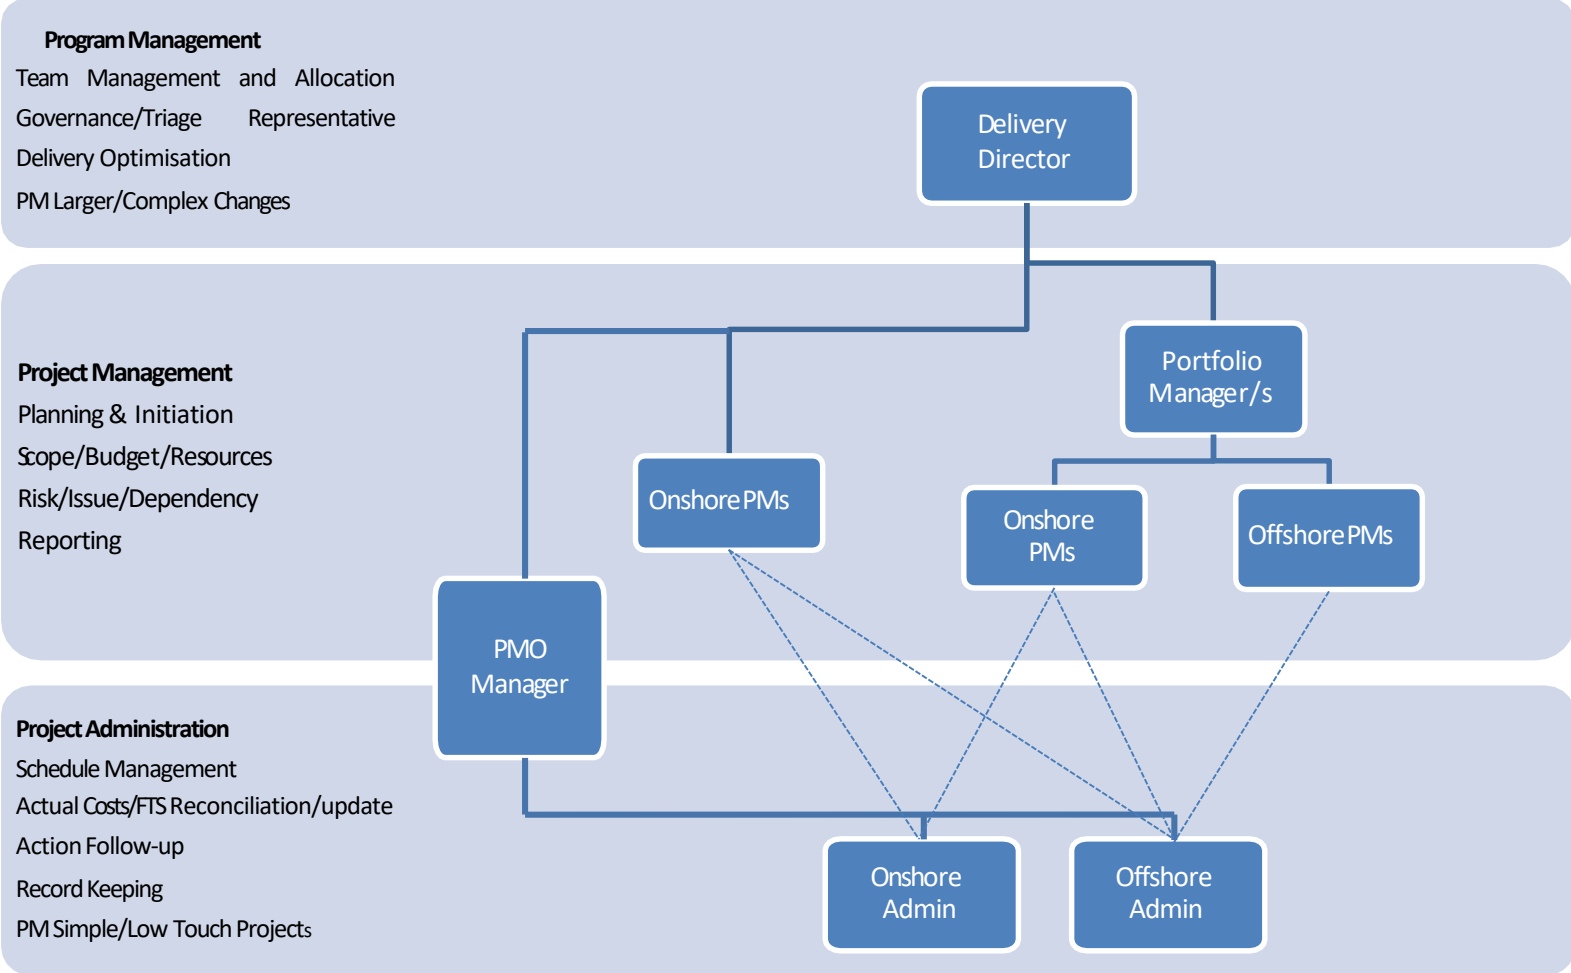 Program Management
Team Management and Allocation
Governance/Triage Representative
Delivery Optimisation
PM Larger/Complex Changes
Delivery
Director
Project Management
Planning & Initiation
Scope/Budget/Resources
Risk/Issue/Dependency
Reporting
Portfolio
Manager/s
Onshore PMs
Onshore
PMs
Offshore PMs
PMO
Manager
Project Administration
Schedule Management
Actual Costs/FTS Reconciliation/update
Action Follow-up
Record Keeping
PM Simple/Low Touch Projects
Onshore
Admin
Offshore
Admin